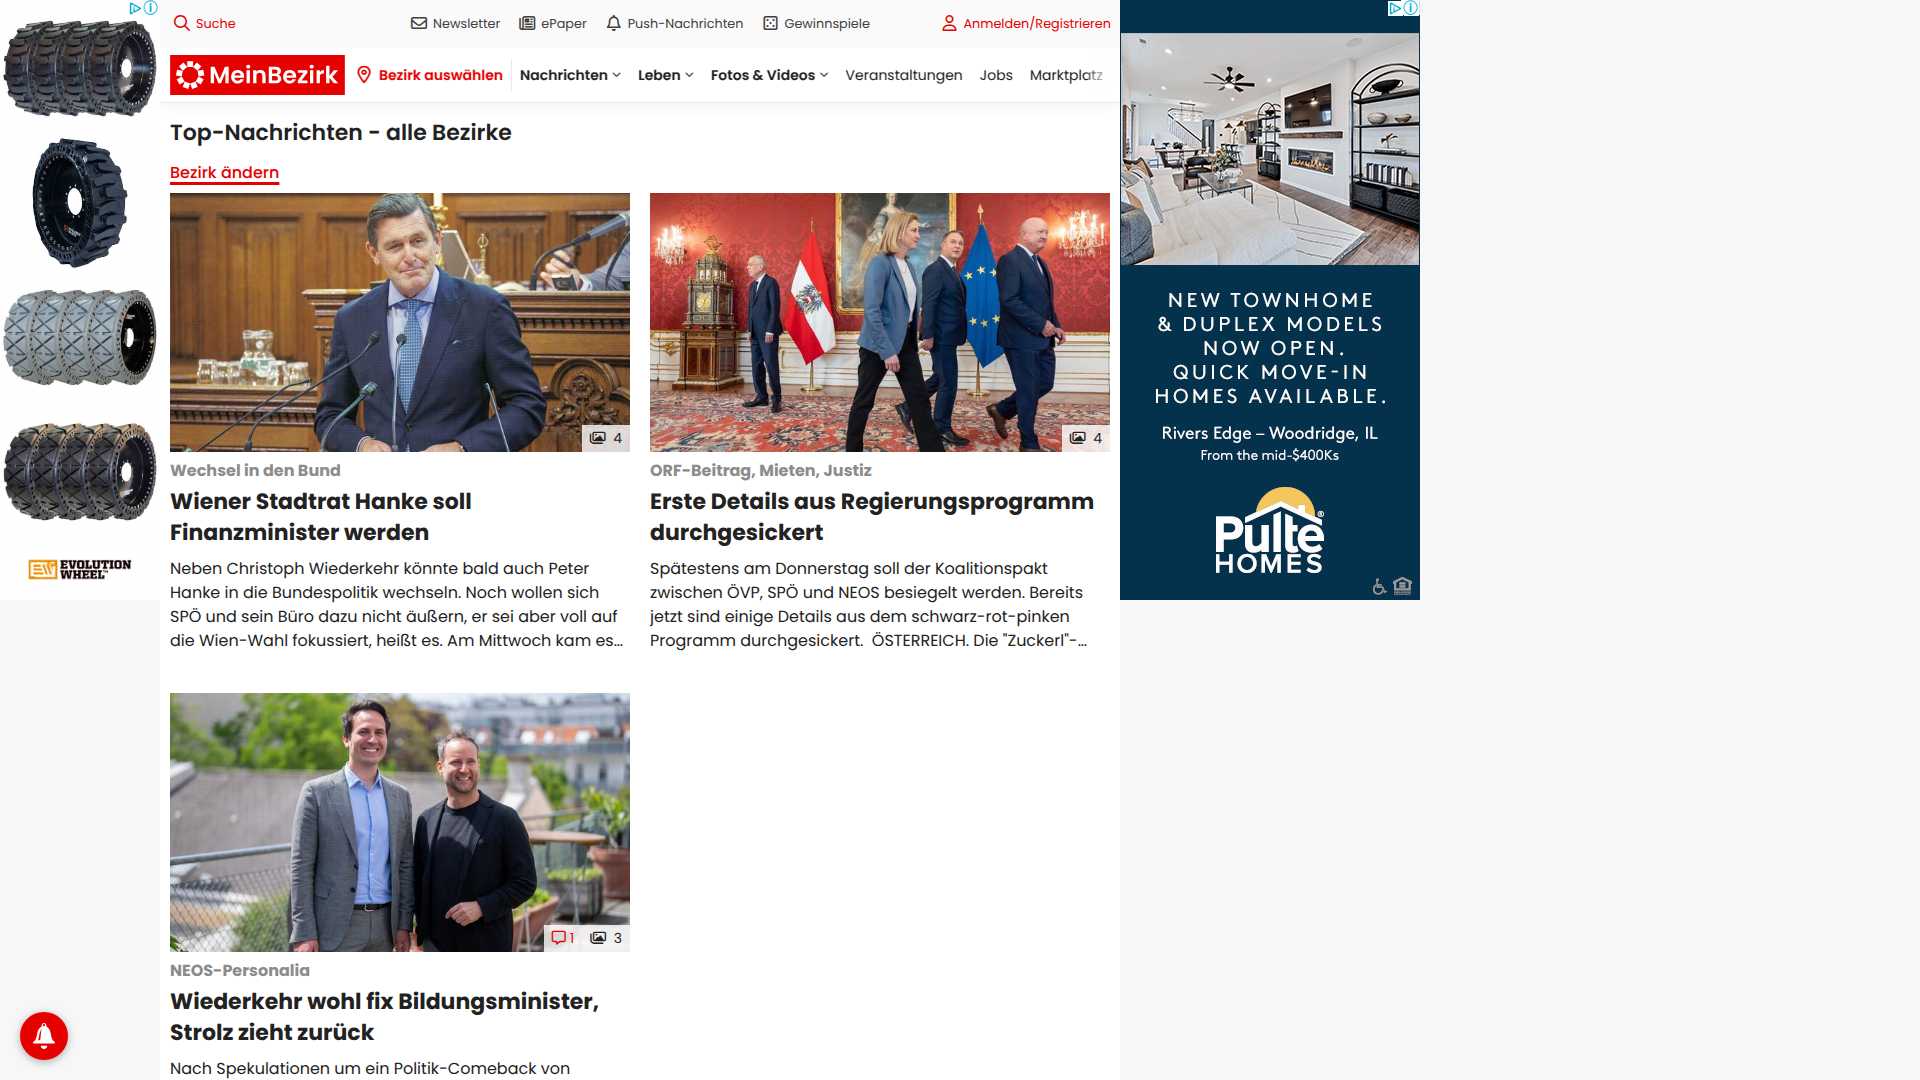 Suche
Newsletter
ePaper
Push-Nachrichten
Gewinnspiele
Anmelden/Registrieren
MeinBezirk
Bezirk auswählen
Nachrichten
Leben
Fotos & Videos
Veranstaltungen
Jobs
Marktplatz
Top-Nachrichten - alle Bezirke
Bezirk ändern
4
Wechsel in den Bund
Wiener Stadtrat Hanke soll
Finanzminister werden
Neben Christoph Wiederkehr könnte bald auch Peter
Hanke in die Bundespolitik wechseln. Noch wollen sich
SPÖ und sein Büro dazu nicht äußern, er sei aber voll auf
die Wien-Wahl fokussiert, heißt es. Am Mittwoch kam es...
4
ORF-Beitrag, Mieten, Justiz
Erste Details aus Regierungsprogramm
durchgesickert
Spätestens am Donnerstag soll der Koalitionspakt
zwischen ÖVP, SPÖ und NEOS besiegelt werden. Bereits
jetzt sind einige Details aus dem schwarz-rot-pinken
Programm durchgesickert. ÖSTERREICH. Die "Zuckerl"-...
1
3
NEOS-Personalia
Wiederkehr wohl fix Bildungsminister,
Strolz zieht zurück
Nach Spekulationen um ein Politik-Comeback von
EW EVOLUTION
WHEEL
NEW TOWNHOME
& DUPLEX MODELS
NOW OPEN.
QUICK MOVE-IN
HOMES AVAILABLE.
Rivers Edge – Woodridge, IL
From the mid-$400Ks
Pulte®
HOMES